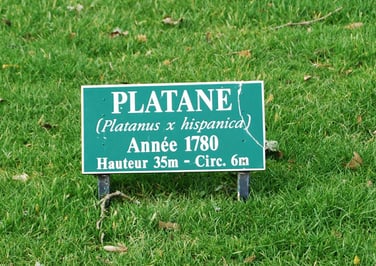 PLATANE
(Platanus x hispanica)
Année 1780
Hauteur 35m - Circ. 6m